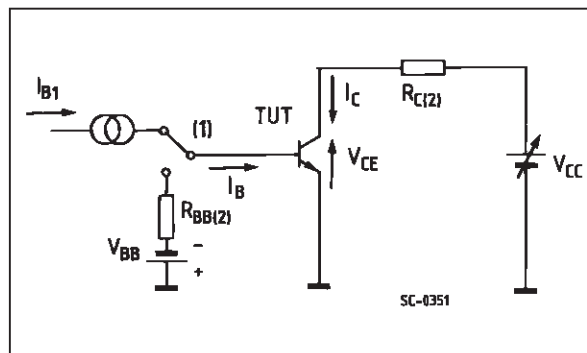 I_B1
(1)
TUT
I_C
R_C(2)
V_CE
V_CC
I_B
R_BB(2)
V_BB
−
+
SC-0351